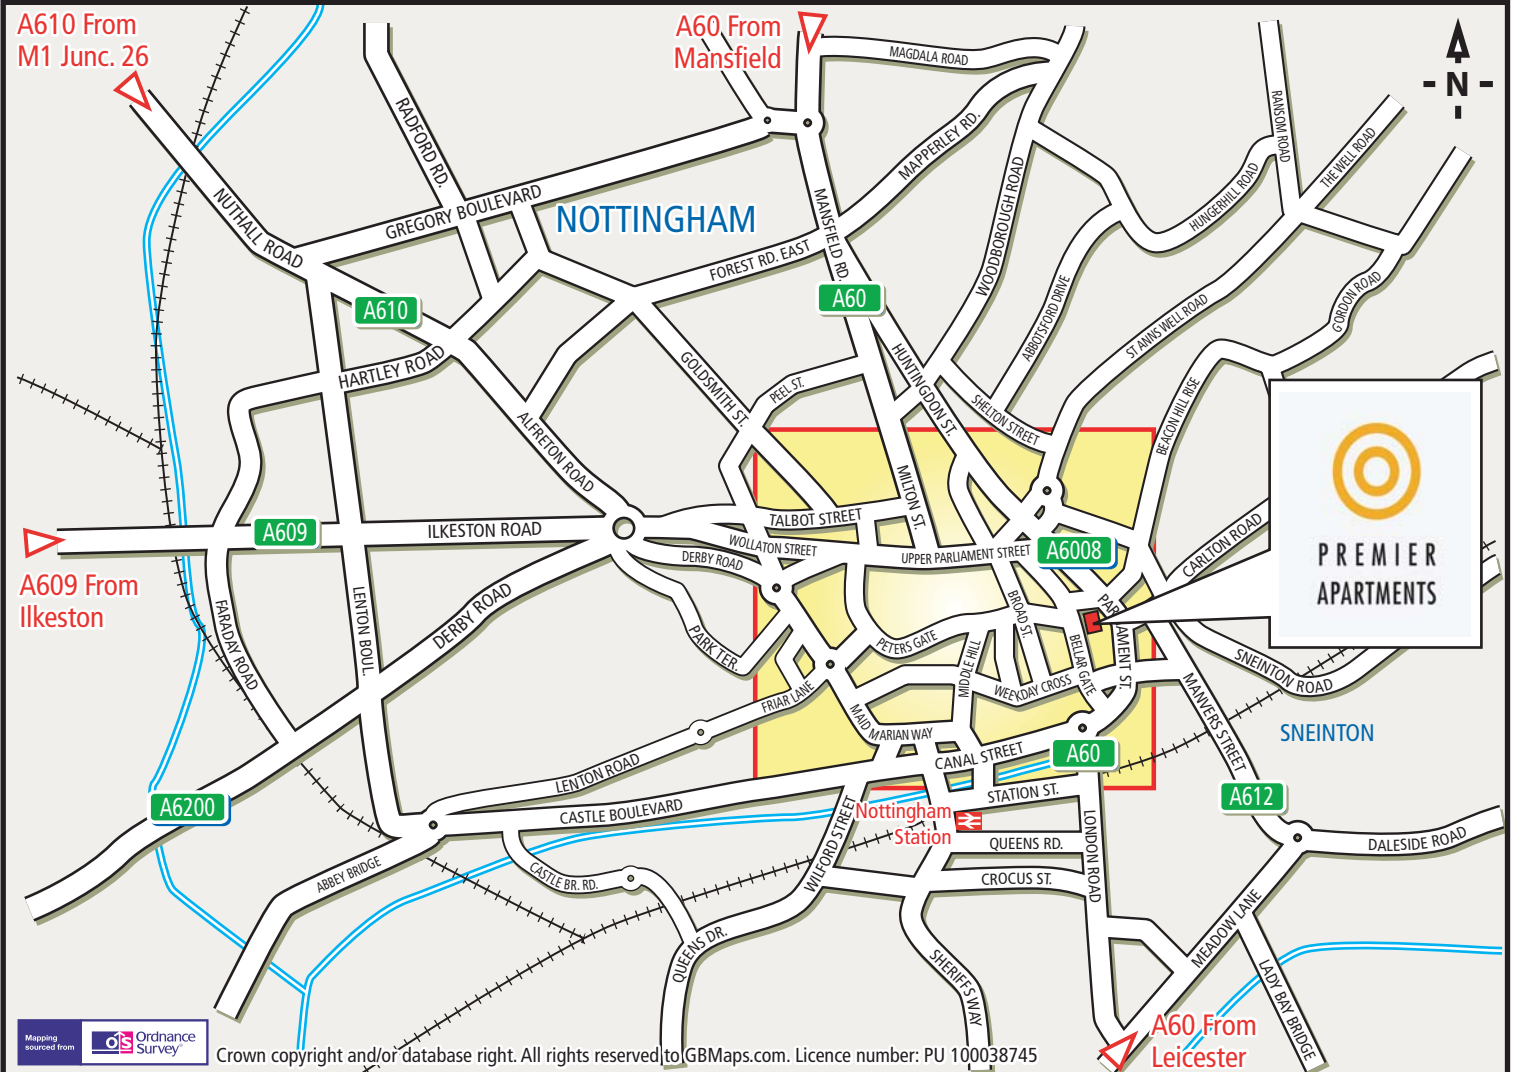 A610 From
M1 Junc. 26
A60 From
Mansfield
MAGDALA ROAD
N
RADFORD RD.
MAPPERLEY RD.
RANSOM ROAD
THE WELL ROAD
NUTHALL ROAD
GREGORY BOULEVARD
NOTTINGHAM
MANSFIELD RD.
WOODBOROUGH ROAD
HUNGERHILL ROAD
FOREST RD. EAST
A610
A60
ABBOTSFORD DRIVE
ST ANNS WELL ROAD
GORDON ROAD
HARTLEY ROAD
GOLDSMITH ST.
PEEL ST.
HUNTINGDON ST.
SHELTON STREET
BEACON HILL RISE
ALFRETON ROAD
MILTON ST.
A609
ILKESTON ROAD
TALBOT STREET
WOLLATON STREET
DERBY ROAD
UPPER PARLIAMENT STREET
A6008
CARLTON ROAD
PREMIER
APARTMENTS
A609 From
Ilkeston
FARADAY ROAD
LENTON BOUL.
DERBY ROAD
PARK TER.
PETERS GATE
BROAD ST.
PARLIAMENT ST.
BELLAR GATE
MIDDLE HILL
WEEKDAY CROSS
SNEINTON ROAD
FRIAR LANE
MAID MARIAN WAY
MANVERS STREET
SNEINTON
CANAL STREET
A60
LENTON ROAD
A6200
CASTLE BOULEVARD
STATION ST.
A612
Nottingham
Station
QUEENS RD.
LONDON ROAD
DALESIDE ROAD
WILFORD STREET
ABBEY BRIDGE
CASTLE BR. RD.
CROCUS ST.
QUEENS DR.
SHERIFFS WAY
MEADOW LANE
LADY BAY BRIDGE
A60 From
Leicester
Mapping
sourced from
OS
Ordnance
Survey
Crown copyright and/or database right. All rights reserved to GBMaps.com. Licence number: PU 100038745